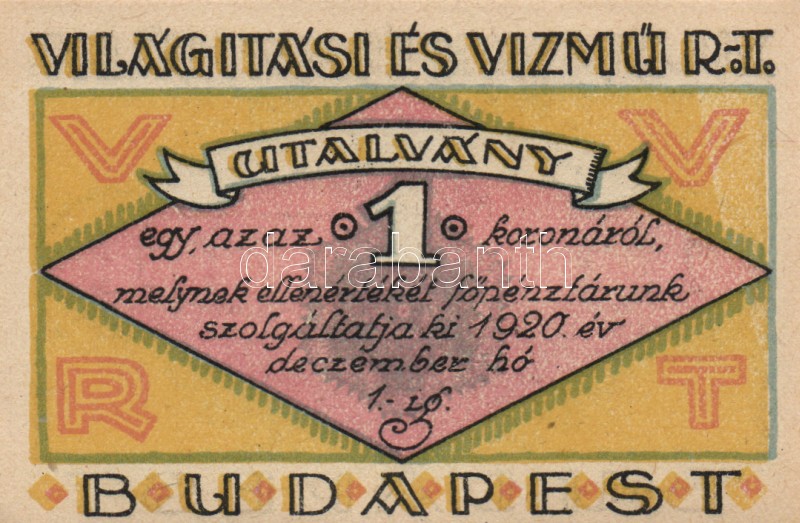 VILÁGITÁSI ÉS VIZMŰ R.-T.
V V
UTALVÁNY
egy, azaz 1 koronáról,
melynek ellenértékét főpénztárunk
szolgáltatja ki 1920. év
deczember hó
R T
1.-ig.
BUDAPEST
darabanth